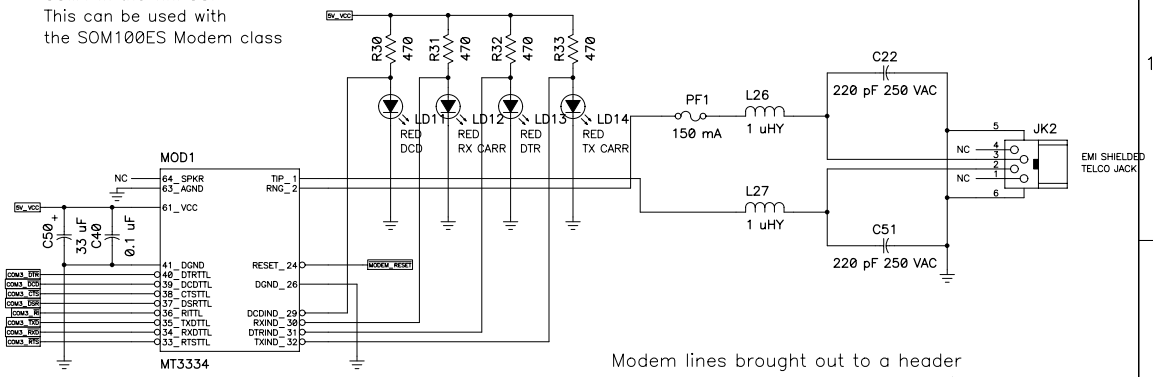 This can be used with
the SOM100ES Modem class
5V_VCC
R30
470
R31
470
R32
470
R33
470
LD11
RED
DCD
LD12
RED
RX CARR
LD13
RED
DTR
LD14
RED
TX CARR
PF1
150 mA
L26
1 uHY
C22
220 pF 250 VAC
JK2
5
4
3
2
1
6
NC
NC
EMI SHIELDED
TELCO JACK
1
L27
1 uHY
C51
220 pF 250 VAC
MOD1
NC
64_SPKR
63_AGND
61_VCC
5V_VCC
C50
+
33 uF
C40
0.1 uF
41_DGND
40_DTRTTL
39_DCDTTL
38_CTSTTL
37_DSRTTL
36_RITTL
35_TXDTTL
34_RXDTTL
33_RTSTTL
COM3_DTR
COM3_DCD
COM3_CTS
COM3_DSR
COM3_RI
COM3_TXD
COM3_RXD
COM3_RTS
TIP_1
RNG_2
RESET_24
MODEM_RESET
DGND_26
DCDIND_29
RXIND_30
DTRIND_31
TXIND_32
MT3334
Modem lines brought out to a header